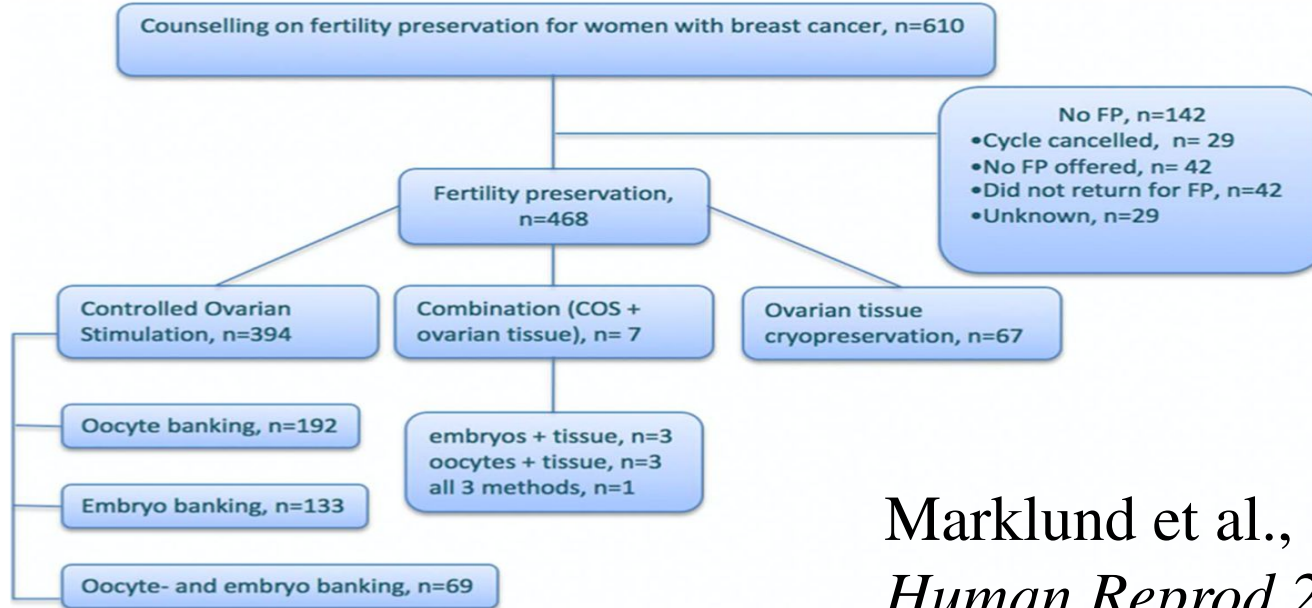 Counselling on fertility preservation for women with breast cancer, n=610
No FP, n=142
•Cycle cancelled,  n= 29
•No FP offered, n= 42
•Did not return for FP, n=42
•Unknown, n=29
Fertility preservation,
n=468
Controlled Ovarian
Stimulation, n=394
Combination (COS +
ovarian tissue), n= 7
Ovarian tissue
cryopreservation, n=67
Oocyte banking, n=192
Embryo banking, n=133
Oocyte- and embryo banking, n=69
embryos + tissue, n=3
oocytes + tissue, n=3
all 3 methods, n=1
Marklund et al.,
Human Reprod 2